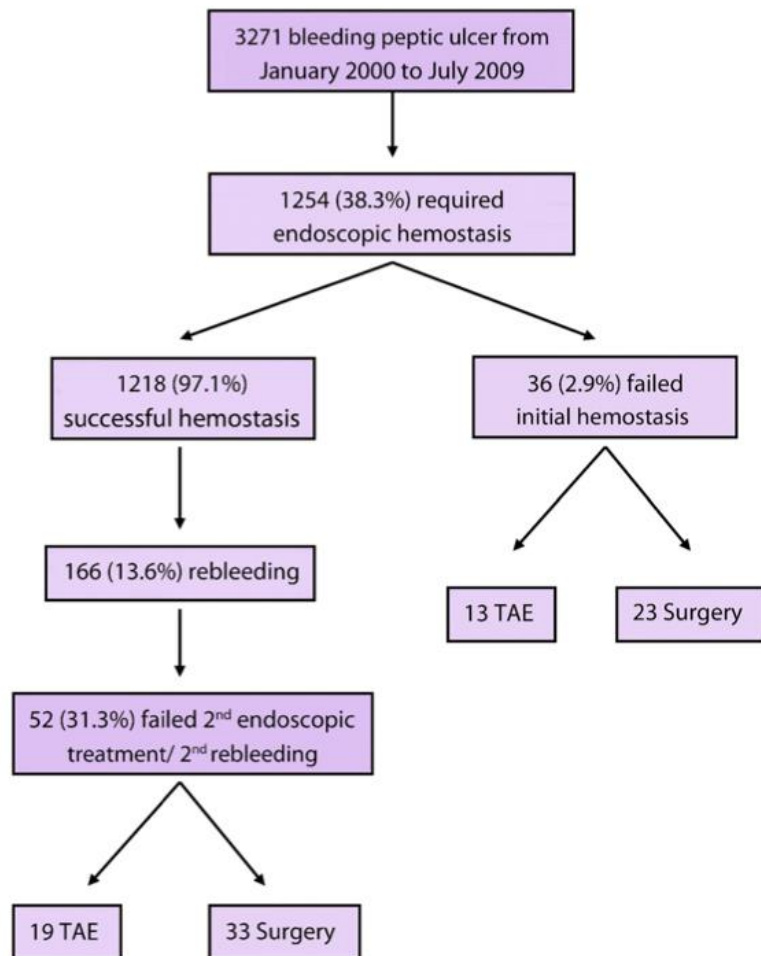 3271 bleeding peptic ulcer from
January 2000 to July 2009
1254 (38.3%) required
endoscopic hemostasis
1218 (97.1%)
successful hemostasis
36 (2.9%) failed
initial hemostasis
166 (13.6%) rebleeding
13 TAE
23 Surgery
52 (31.3%) failed 2nd endoscopic
treatment/ 2nd rebleeding
19 TAE
33 Surgery